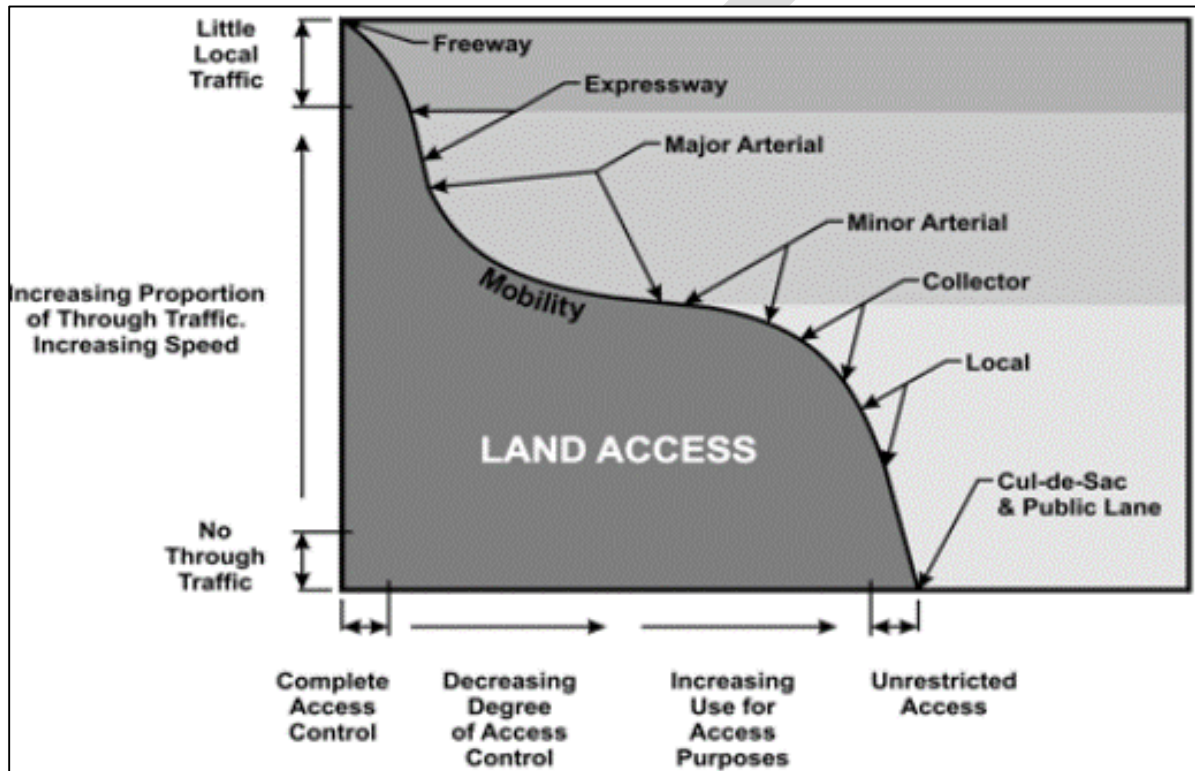 Little
Local
Traffic
Freeway
Expressway
Major Arterial
Minor Arterial
Collector
Local
Increasing Proportion
of Through Traffic.
Increasing Speed
Mobility
LAND ACCESS
Cul-de-Sac
& Public Lane
No
Through
Traffic
Complete
Access
Control
Decreasing
Degree
of Access
Control
Increasing
Use for
Access
Purposes
Unrestricted
Access